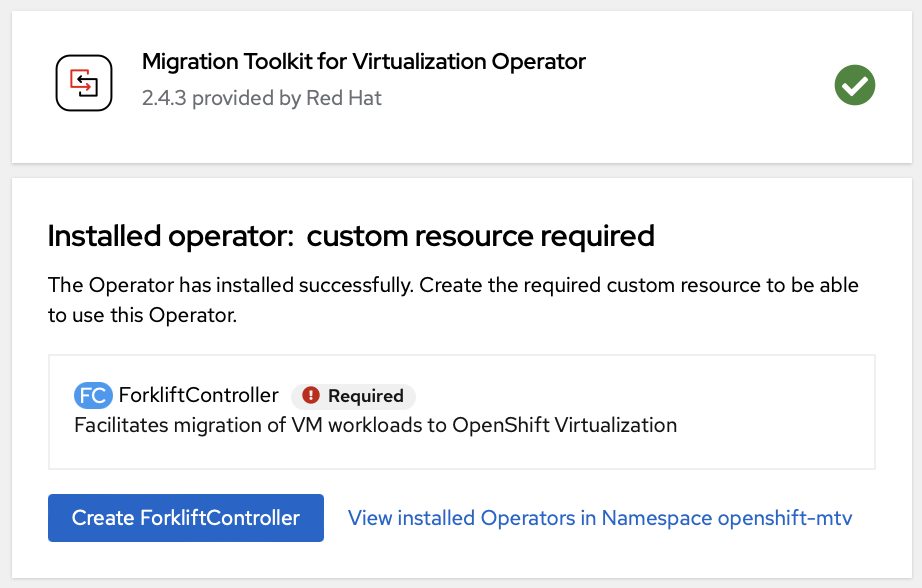 Migration Toolkit for Virtualization Operator
2.4.3 provided by Red Hat
Installed operator: custom resource required
The Operator has installed successfully. Create the required custom resource to be able
to use this Operator.
FC ForkliftController ! Required
Facilitates migration of VM workloads to OpenShift Virtualization
Create ForkliftController View installed Operators in Namespace openshift-mtv